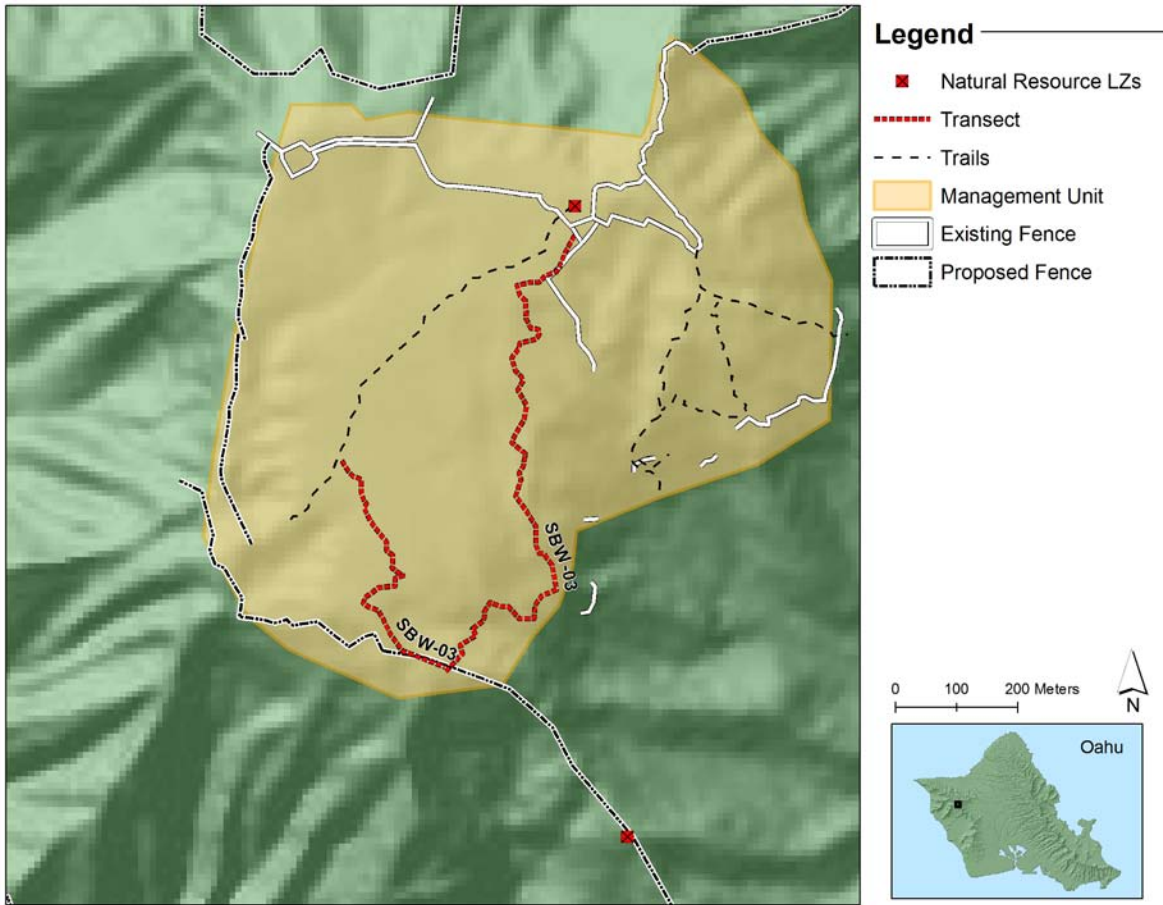 SBW-03
SBW-03
Legend
Natural Resource LZs
Transect
Trails
Management Unit
Existing Fence
Proposed Fence
0 100 200 Meters
N
Oahu